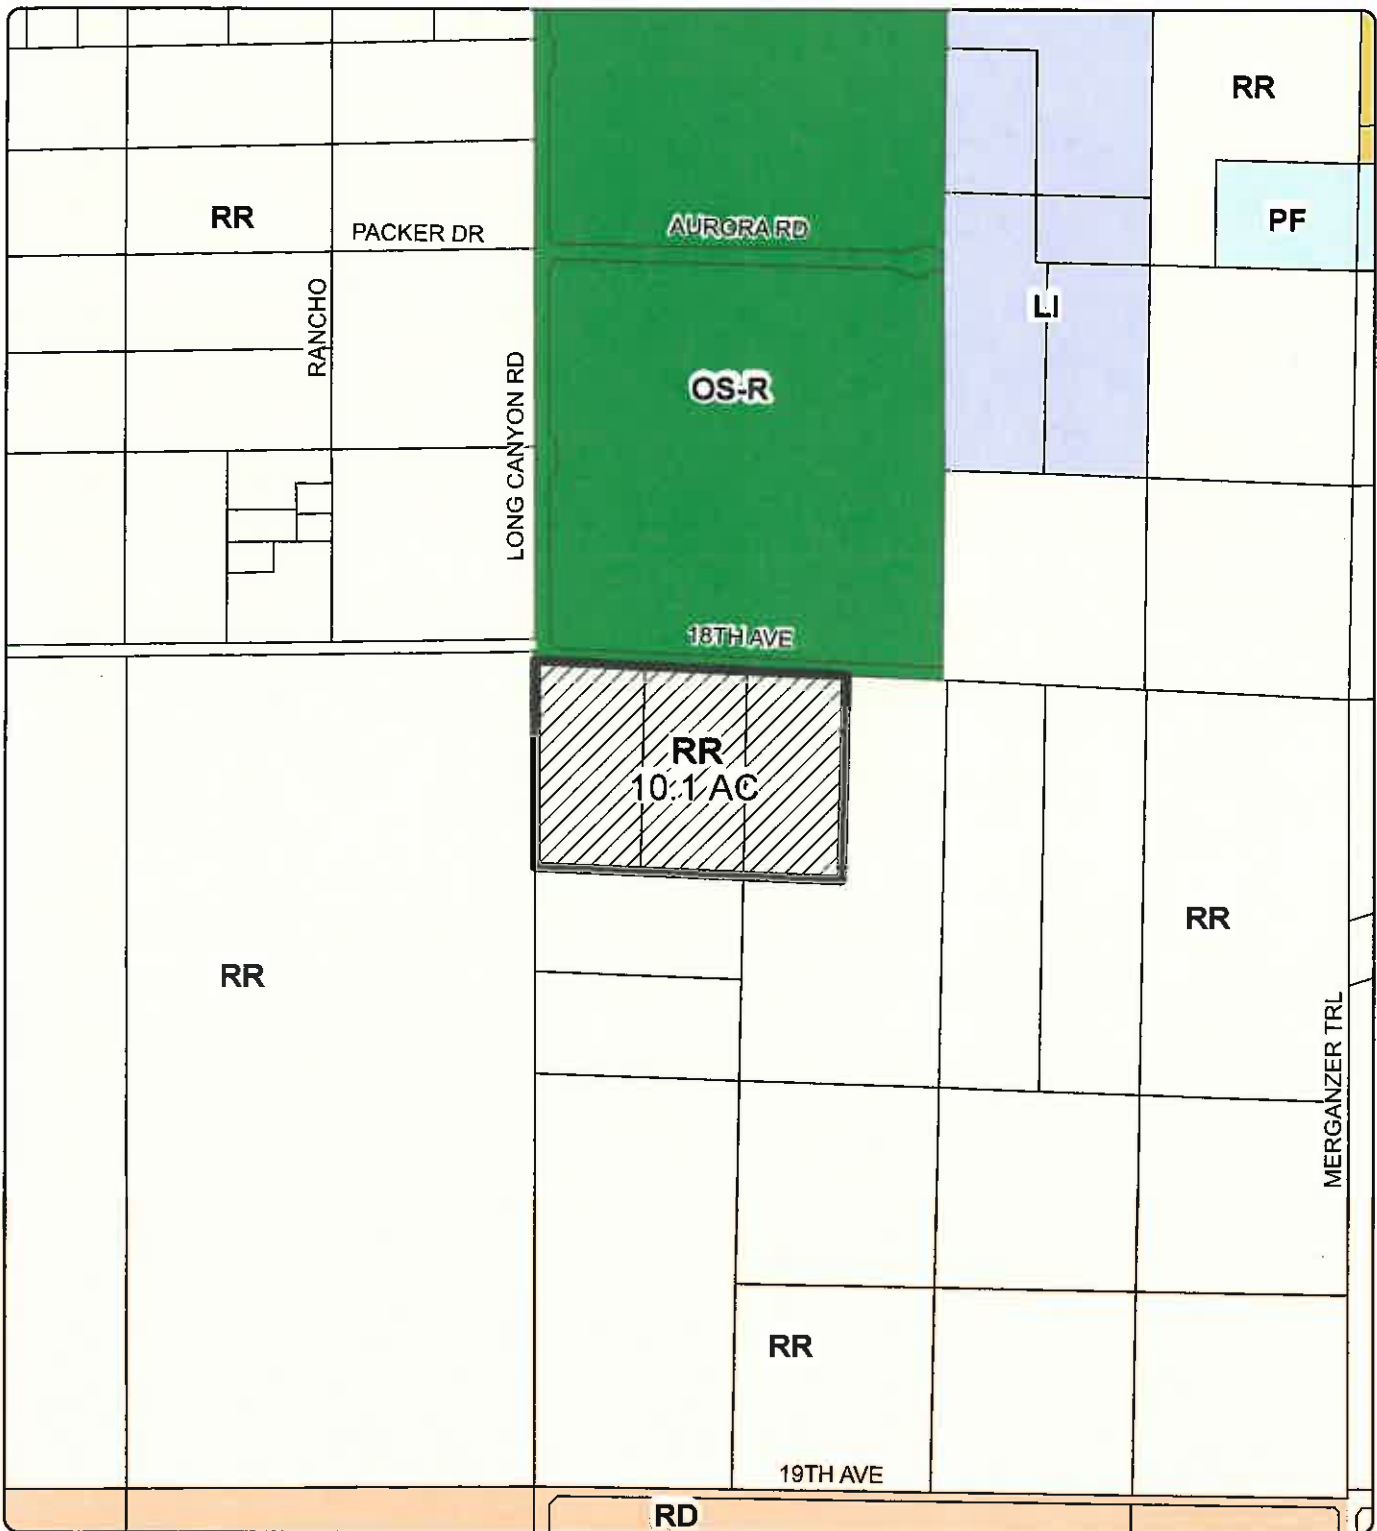 RR
PF
RR
PACKER DR
AURORA RD
RANCHO
LI
LONG CANYON RD
OS-R
18TH AVE
RR
10.1 AC
RR
RR
MERGANZER TRL
RR
19TH AVE
RD